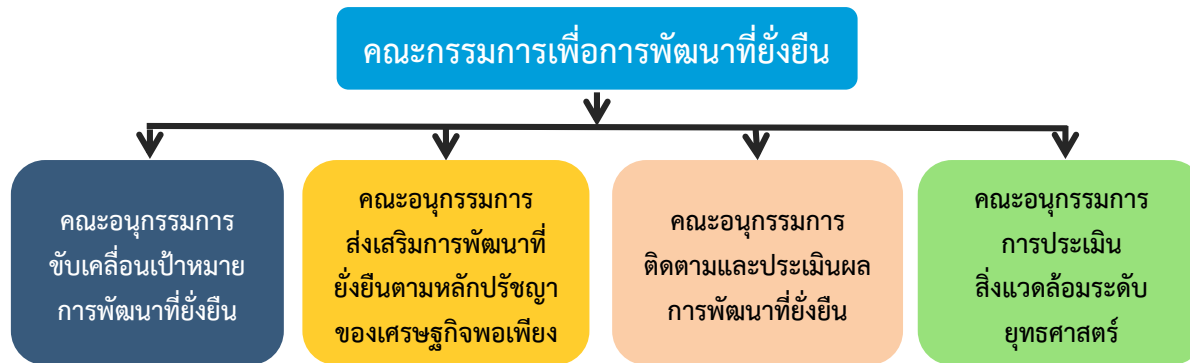 คณะกรรมการเพื่อการพัฒนาที่ยั่งยืน
คณะอนุกรรมการ
ขับเคลื่อนเป้าหมาย
การพัฒนาที่ยั่งยืน
คณะอนุกรรมการ
ส่งเสริมการพัฒนาที่
ยั่งยืนตามหลักปรัชญา
ของเศรษฐกิจพอเพียง
คณะอนุกรรมการ
ติดตามและประเมินผล
การพัฒนาที่ยั่งยืน
คณะอนุกรรมการ
การประเมิน
สิ่งแวดล้อมระดับ
ยุทธศาสตร์